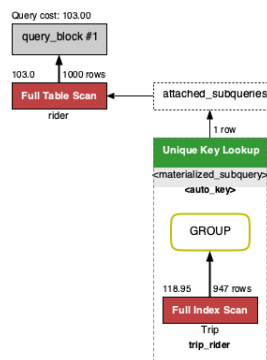 Query cost: 103.00
query_block #1
103.0 1000 rows
Full Table Scan
rider
attached_subqueries
1 row
Unique Key Lookup
<materialized_subquery>
<auto_key>
GROUP
118.95 947 rows
Full Index Scan
Trip
trip_rider